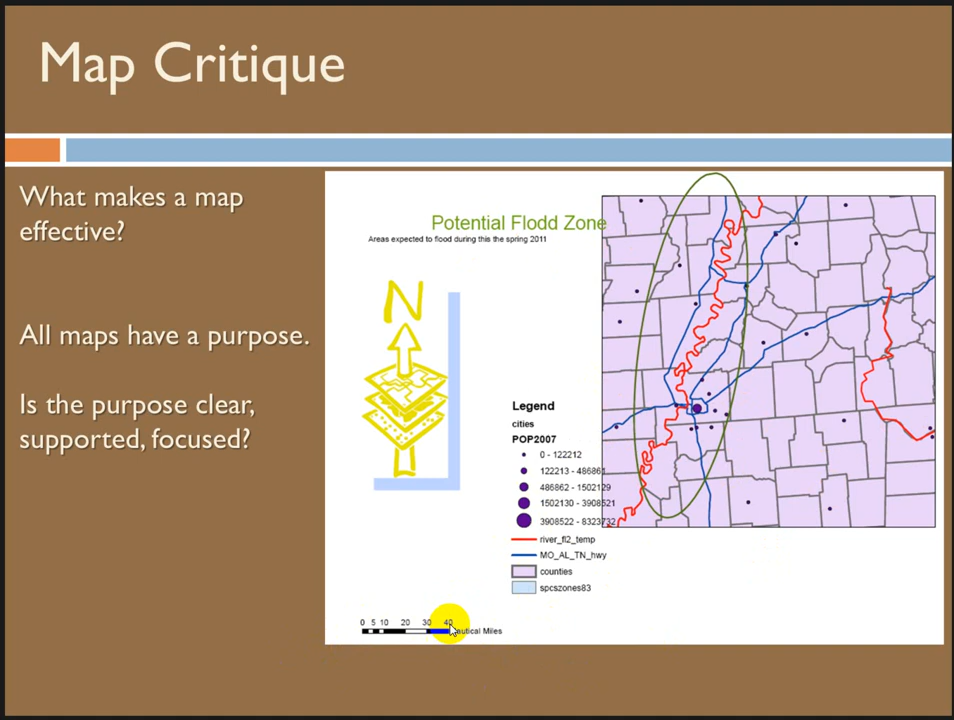 Map Critique
What makes a map
effective?
All maps have a purpose.
Is the purpose clear,
supported, focused?
Potential Flodd Zone
Areas expected to flood during this the spring 2011
N
Legend
cities
POP2007
0 - 122212
122213 - 486861
486862 - 1502129
1502130 - 3908521
3908522 - 8323732
river_fl2_temp
MO_AL_TN_hwy
counties
spcszones83
0 5 10 20 30 40
autical Miles